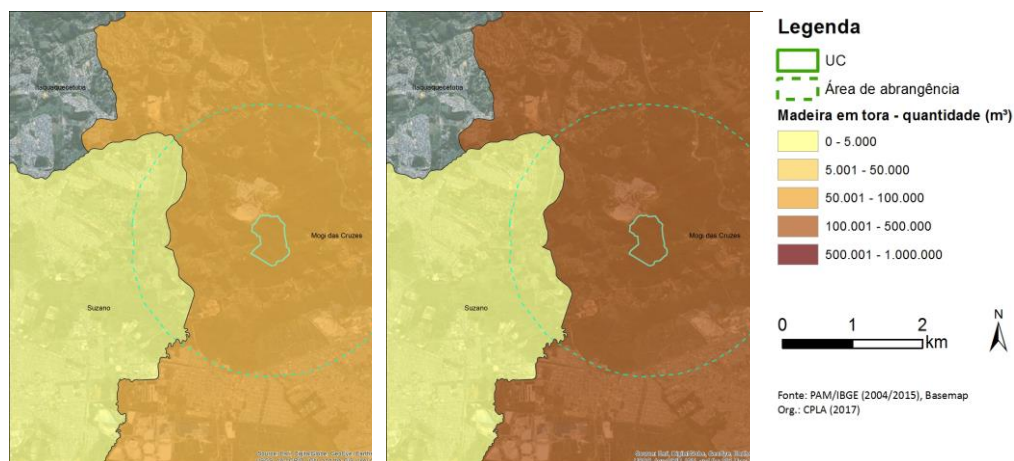 Itaquaquecetuba
Mogi das Cruzes
Suzano
Itaquaquecetuba
Mogi das Cruzes
Suzano
Legenda
UC
Área de abrangência
Madeira em tora - quantidade (m³)
0 - 5.000
5.001 - 50.000
50.001 - 100.000
100.001 - 500.000
500.001 - 1.000.000
0 1 2
km
N
Fonte: PAM/IBGE (2004/2015), Basemap
Org.: CPLA (2017)